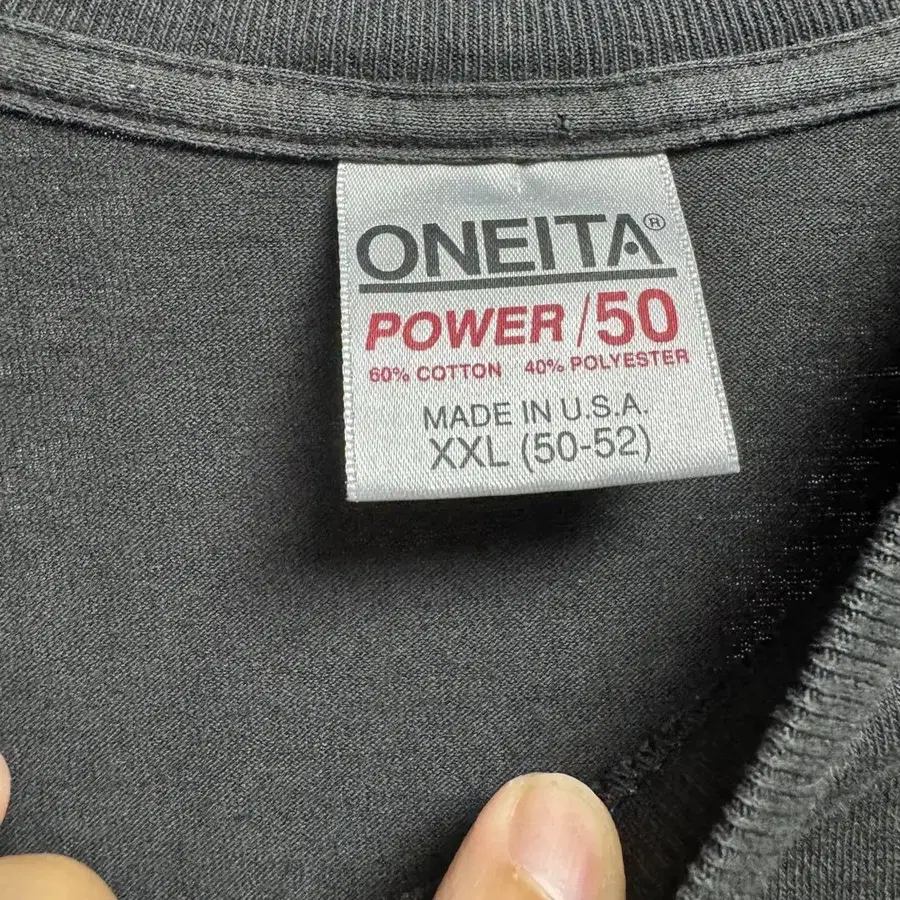 ONEITA®
POWER /50
60% COTTON 40% POLYESTER
MADE IN U.S.A.
XXL (50-52)